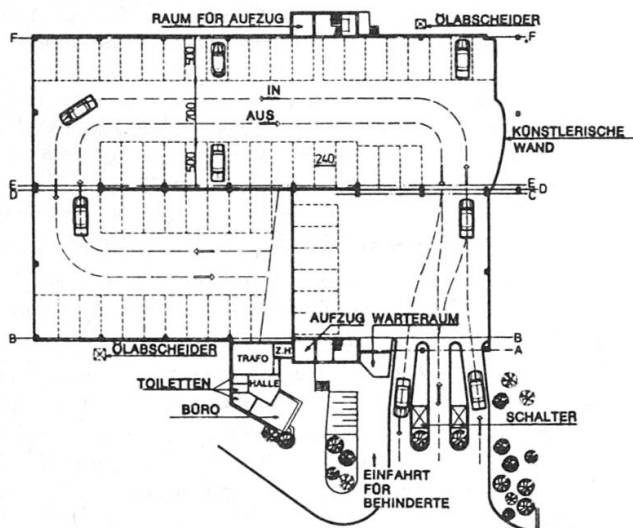 RAUM FÜR AUFZUG
ÖLABSCHEIDER
F
F
500
IN
700
AUS
KÜNSTLERISCHE
WAND
500
240
E
E
D
D
C
AUFZUG
WARTERAUM
B
B
A
ÖLABSCHEIDER
TRAFO
Z.H.
TOILETTEN
HALLE
BÜRO
SCHALTER
EINFAHRT
FÜR
BEHINDERTE